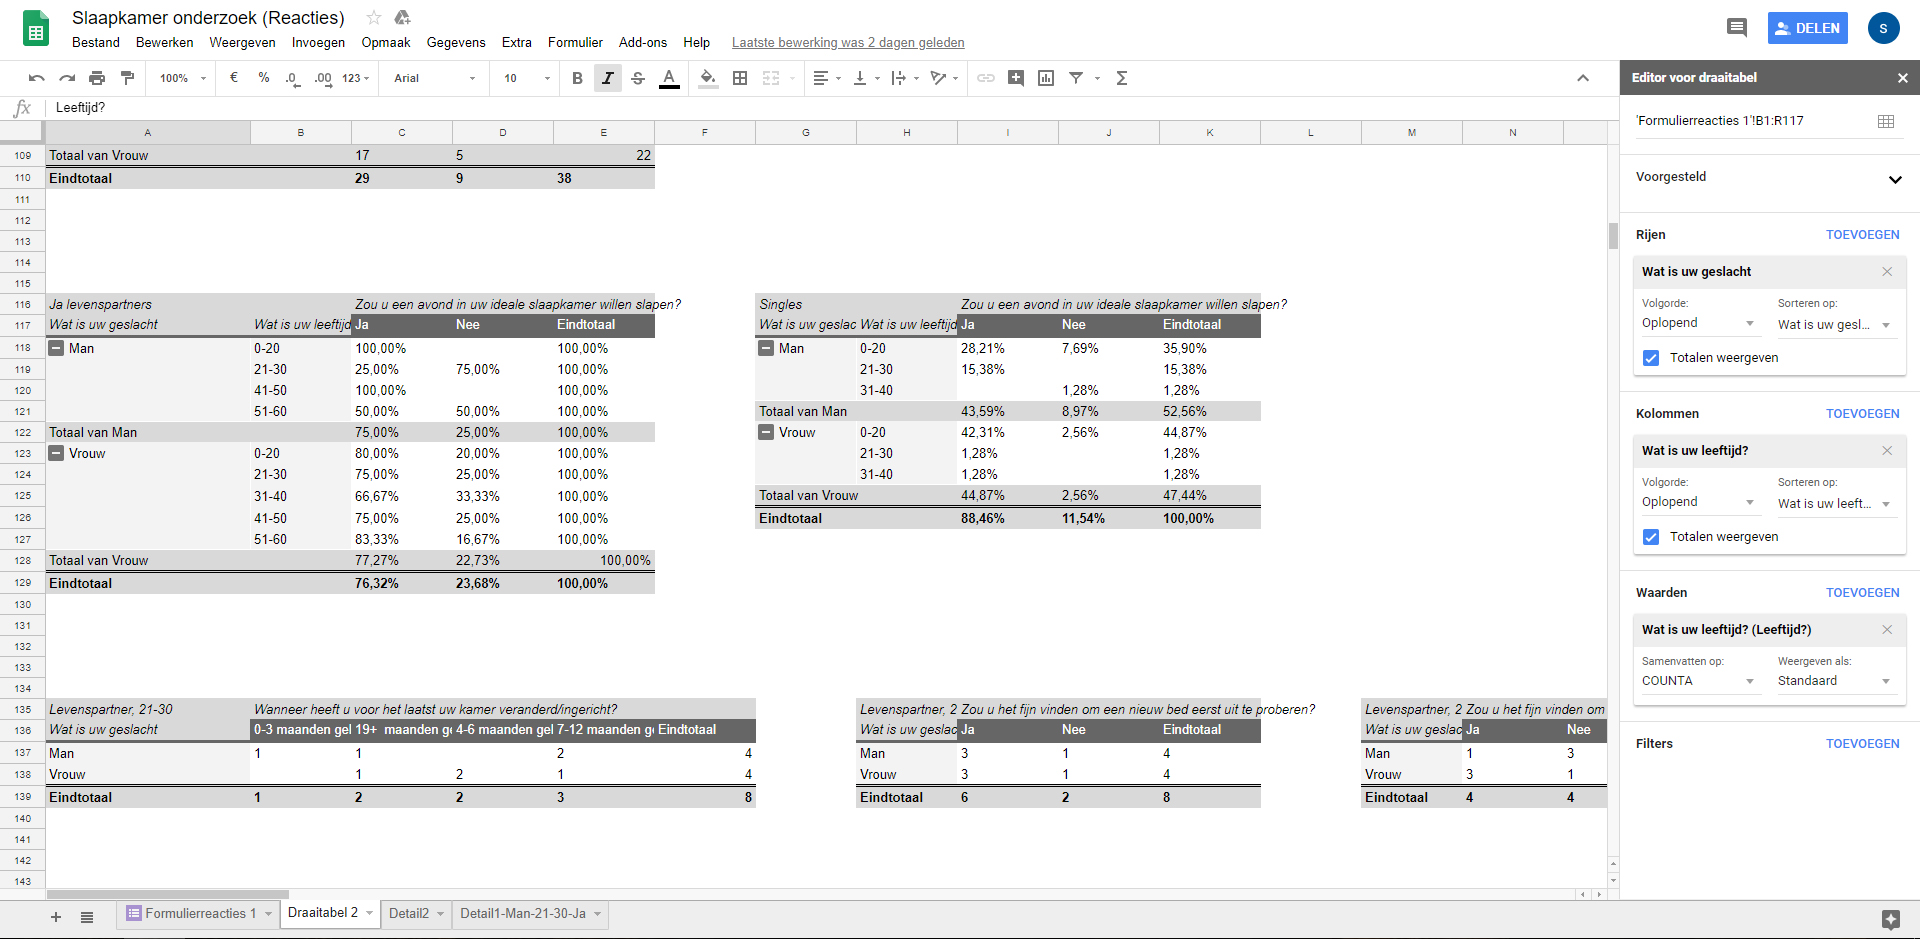 Slaapkamer onderzoek (Reacties)
Bestand Bewerken Weergeven Invoegen Opmaak Gegevens Extra Formulier Add-ons Help Laatste bewerking was 2 dagen geleden
DELEN
S
100% € % .0 .00 123 Arial 10 B I S A Σ
Editor voor draaitabel
fx Leeftijd?
'Formulierreacties 1'!B1:R117
A B C D E F G H I J K L M N
109 Totaal van Vrouw 17 5 22
110 Eindtotaal 29 9 38
111
112
113
114
115
116 Ja levenspartners Zou u een avond in uw ideale slaapkamer willen slapen? Singles Zou u een avond in uw ideale slaapkamer willen slapen?
117 Wat is uw geslacht Wat is uw leeftijd Ja Nee Eindtotaal Wat is uw geslac Wat is uw leeftijd Ja Nee Eindtotaal
118 Man 0-20 100,00% 100,00% Man 0-20 28,21% 7,69% 35,90%
119 21-30 25,00% 75,00% 100,00% 21-30 15,38% 15,38%
120 41-50 100,00% 100,00% 31-40 1,28% 1,28%
121 51-60 50,00% 50,00% 100,00% Totaal van Man 43,59% 8,97% 52,56%
122 Totaal van Man 75,00% 25,00% 100,00% Vrouw 0-20 42,31% 2,56% 44,87%
123 Vrouw 0-20 80,00% 20,00% 100,00% 21-30 1,28% 1,28%
124 21-30 75,00% 25,00% 100,00% 31-40 1,28% 1,28%
125 31-40 66,67% 33,33% 100,00% Totaal van Vrouw 44,87% 2,56% 47,44%
126 41-50 75,00% 25,00% 100,00% Eindtotaal 88,46% 11,54% 100,00%
127 51-60 83,33% 16,67% 100,00%
128 Totaal van Vrouw 77,27% 22,73% 100,00%
129 Eindtotaal 76,32% 23,68% 100,00%
130
131
132
133
134
135 Levenspartner, 21-30 Wanneer heeft u voor het laatst uw kamer veranderd/ingericht? Levenspartner, 2 Zou u het fijn vinden om een nieuw bed eerst uit te proberen? Levenspartner, 2 Zou u het fijn vinden om
136 Wat is uw geslacht 0-3 maanden gel 19+ maanden ge 4-6 maanden gel 7-12 maanden ge Eindtotaal Wat is uw geslac Ja Nee Eindtotaal Wat is uw geslac Ja Nee
137 Man 1 1 2 4 Man 3 1 4 Man 1 3
138 Vrouw 1 2 1 4 Vrouw 3 1 4 Vrouw 3 1
139 Eindtotaal 1 2 2 3 8 Eindtotaal 6 2 8 Eindtotaal 4 4
140
141
142
143
Voorgesteld
Rijen TOEVOEGEN
Wat is uw geslacht
Volgorde: Sorteren op:
Oplopend Wat is uw gesl...
Totalen weergeven
Kolommen TOEVOEGEN
Wat is uw leeftijd?
Volgorde: Sorteren op:
Oplopend Wat is uw leeft...
Totalen weergeven
Waarden TOEVOEGEN
Wat is uw leeftijd? (Leeftijd?)
Samenvatten op: Weergeven als:
COUNTA Standaard
Filters TOEVOEGEN
Formulierreacties 1 Draaitabel 2 Detail2 Detail1-Man-21-30-Ja